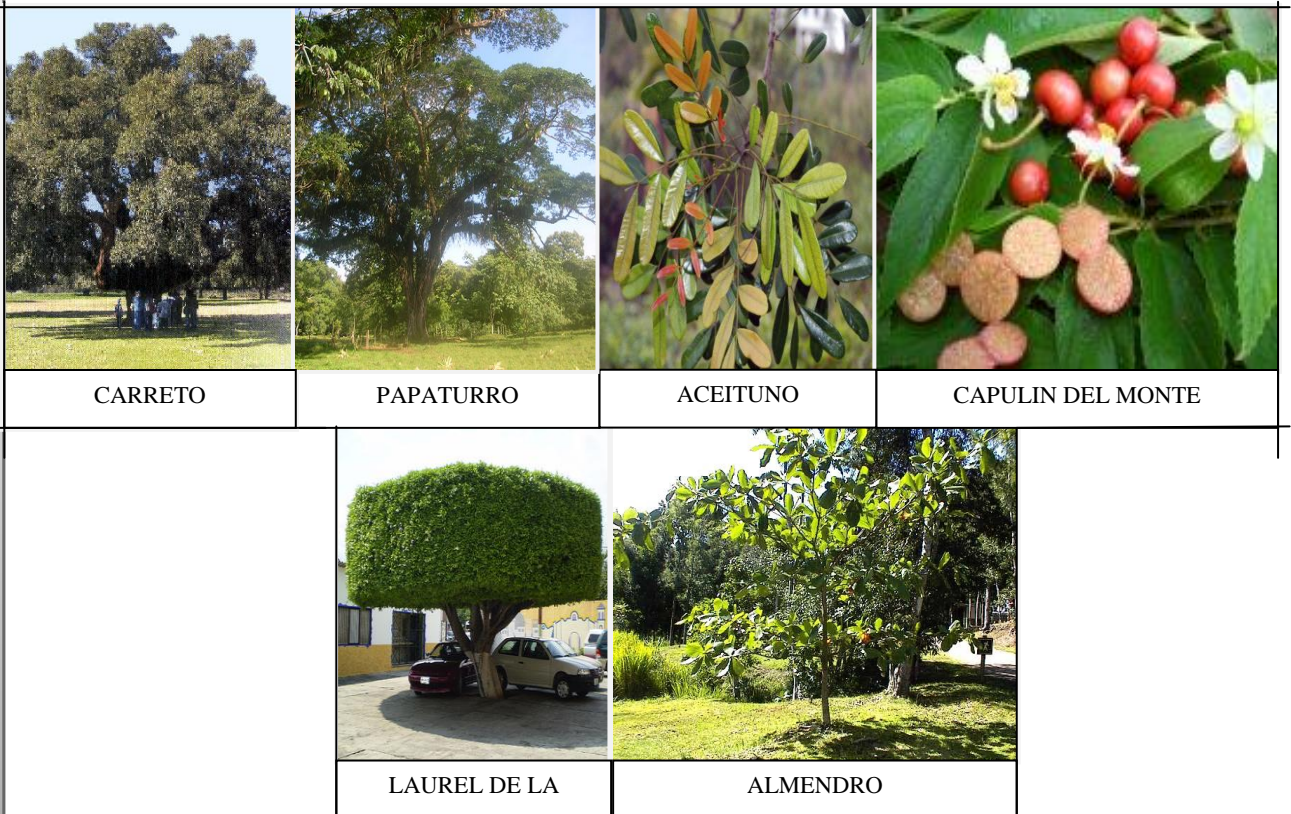 CARRETO
PAPATURRO
ACEITUNO
CAPULIN DEL MONTE
LAUREL DE LA
ALMENDRO